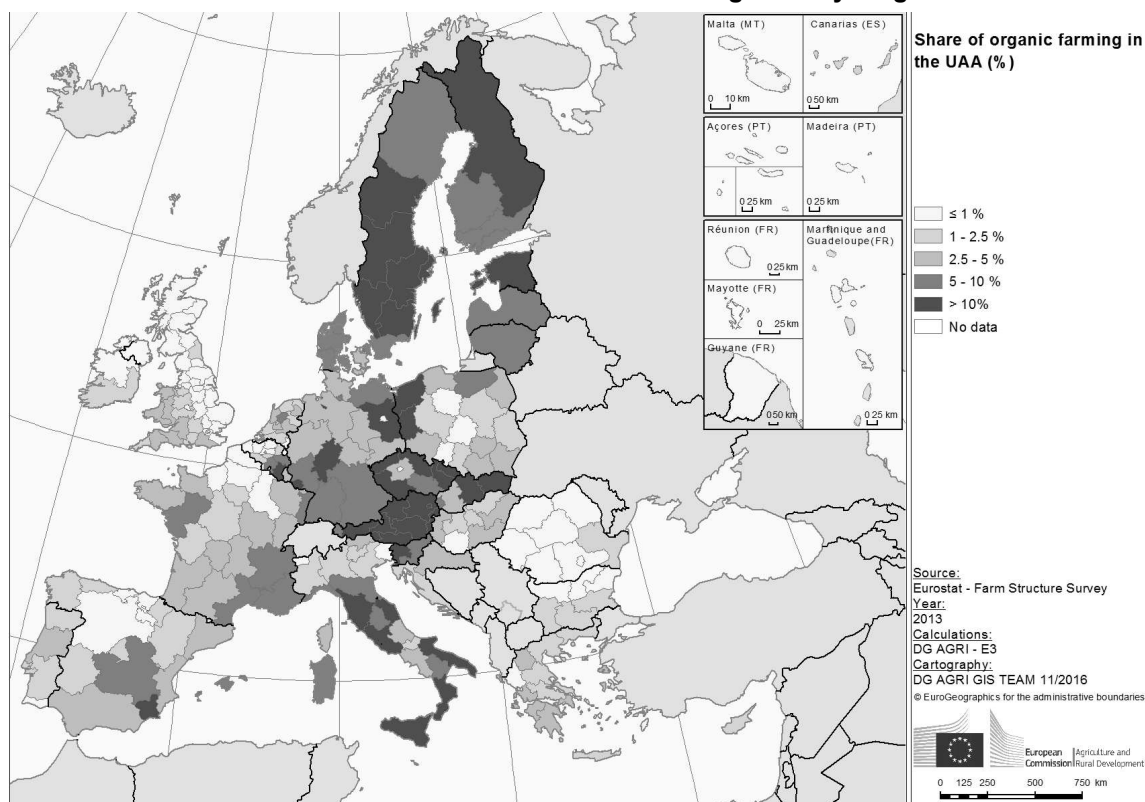 Malta (MT)
0 10 km
Canarias (ES)
0 50 km
Açores (PT)
0 25 km
Madeira (PT)
0 25 km
Réunion (FR)
0 25 km
Martinique and
Guadeloupe(FR)
Mayotte (FR)
0 25 km
Guyane (FR)
0 50 km
0 25 km
Share of organic farming in
the UAA (%)
≤ 1 %
1 - 2.5 %
2.5 - 5 %
5 - 10 %
> 10%
No data
Source:
Eurostat - Farm Structure Survey
Year:
2013
Calculations:
DG AGRI - E3
Cartography:
DG AGRI GIS TEAM 11/2016
© EuroGeographics for the administrative boundaries
European
Commission
Agriculture and
Rural Development
0 125 250 500 750 km